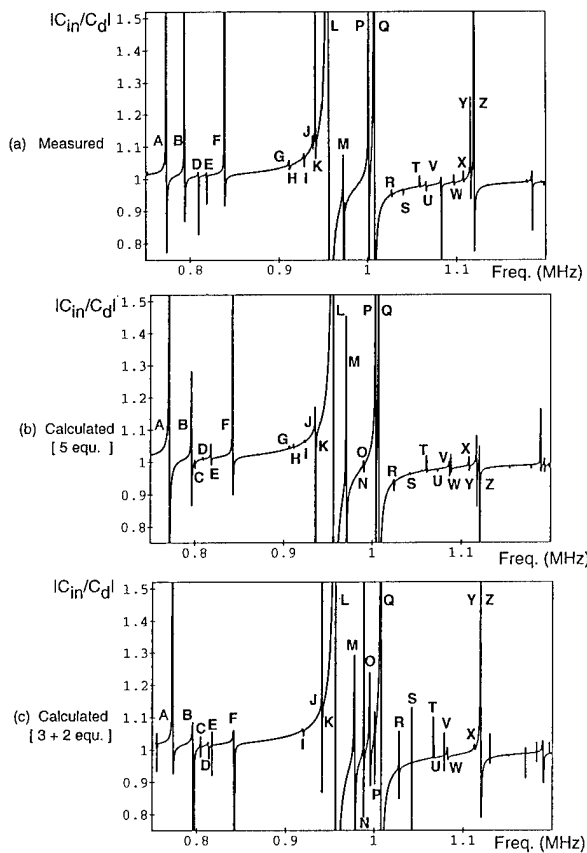 |Cin/Cd|
1.5
1.4
1.3
1.2
1.1
1
0.9
0.8
A B D E F G H I J K L M P Q R S T U V W X Y Z
(a) Measured
0.8 0.9 1 1.1
Freq. (MHz)
|Cin/Cd|
1.5
1.4
1.3
1.2
1.1
1
0.9
0.8
A B C D E F G H I J K L M N O P Q R S T U V W X Y Z
(b) Calculated
[ 5 equ. ]
0.8 0.9 1 1.1
Freq. (MHz)
|Cin/Cd|
1.5
1.4
1.3
1.2
1.1
1
0.9
0.8
A B C D E F I J K L M N O P Q R S T U V W X Y Z
(c) Calculated
[ 3 + 2 equ. ]
0.8 0.9 1 1.1
Freq. (MHz)